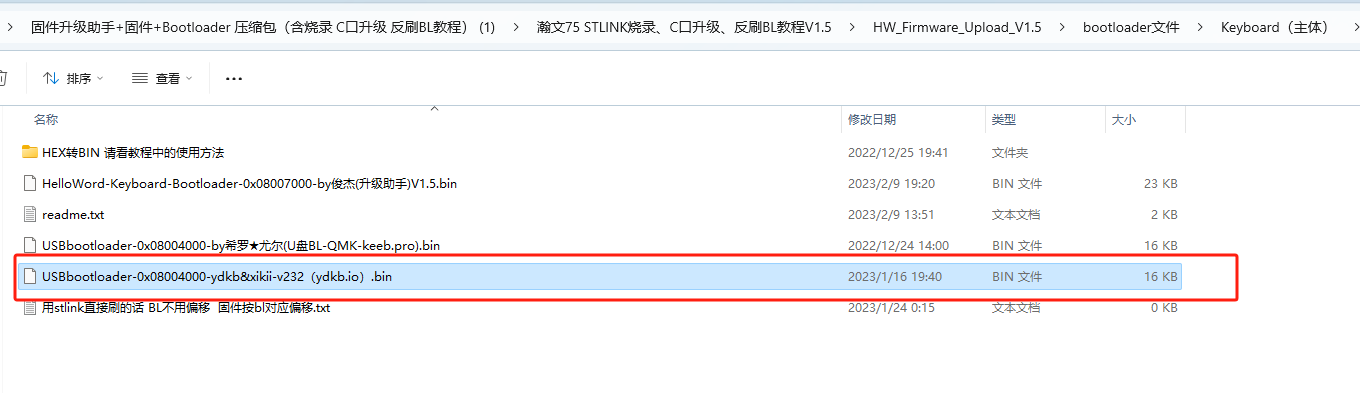 固件升级助手+固件+Bootloader 压缩包（含烧录 C口升级 反刷BL教程） (1) > 瀚文75 STLINK烧录、C口升级、反刷BL教程V1.5 > HW_Firmware_Upload_V1.5 > bootloader文件 > Keyboard（主体）
排序 查看 ...
名称 修改日期 类型 大小
HEX转BIN 请看教程中的使用方法 2022/12/25 19:41 文件夹
HelloWord-Keyboard-Bootloader-0x08007000-by俊杰(升级助手)V1.5.bin 2023/2/9 19:20 BIN 文件 23 KB
readme.txt 2023/2/9 13:51 文本文档 2 KB
USBbootloader-0x08004000-by希罗★尤尔(U盘BL-QMK-keeb.pro).bin 2022/12/24 14:00 BIN 文件 16 KB
USBbootloader-0x08004000-ydkb&xikii-v232（ydkb.io）.bin 2023/1/16 19:40 BIN 文件 16 KB
用stlink直接刷的话 BL不用偏移 固件按bl对应偏移.txt 2023/1/24 0:15 文本文档 0 KB